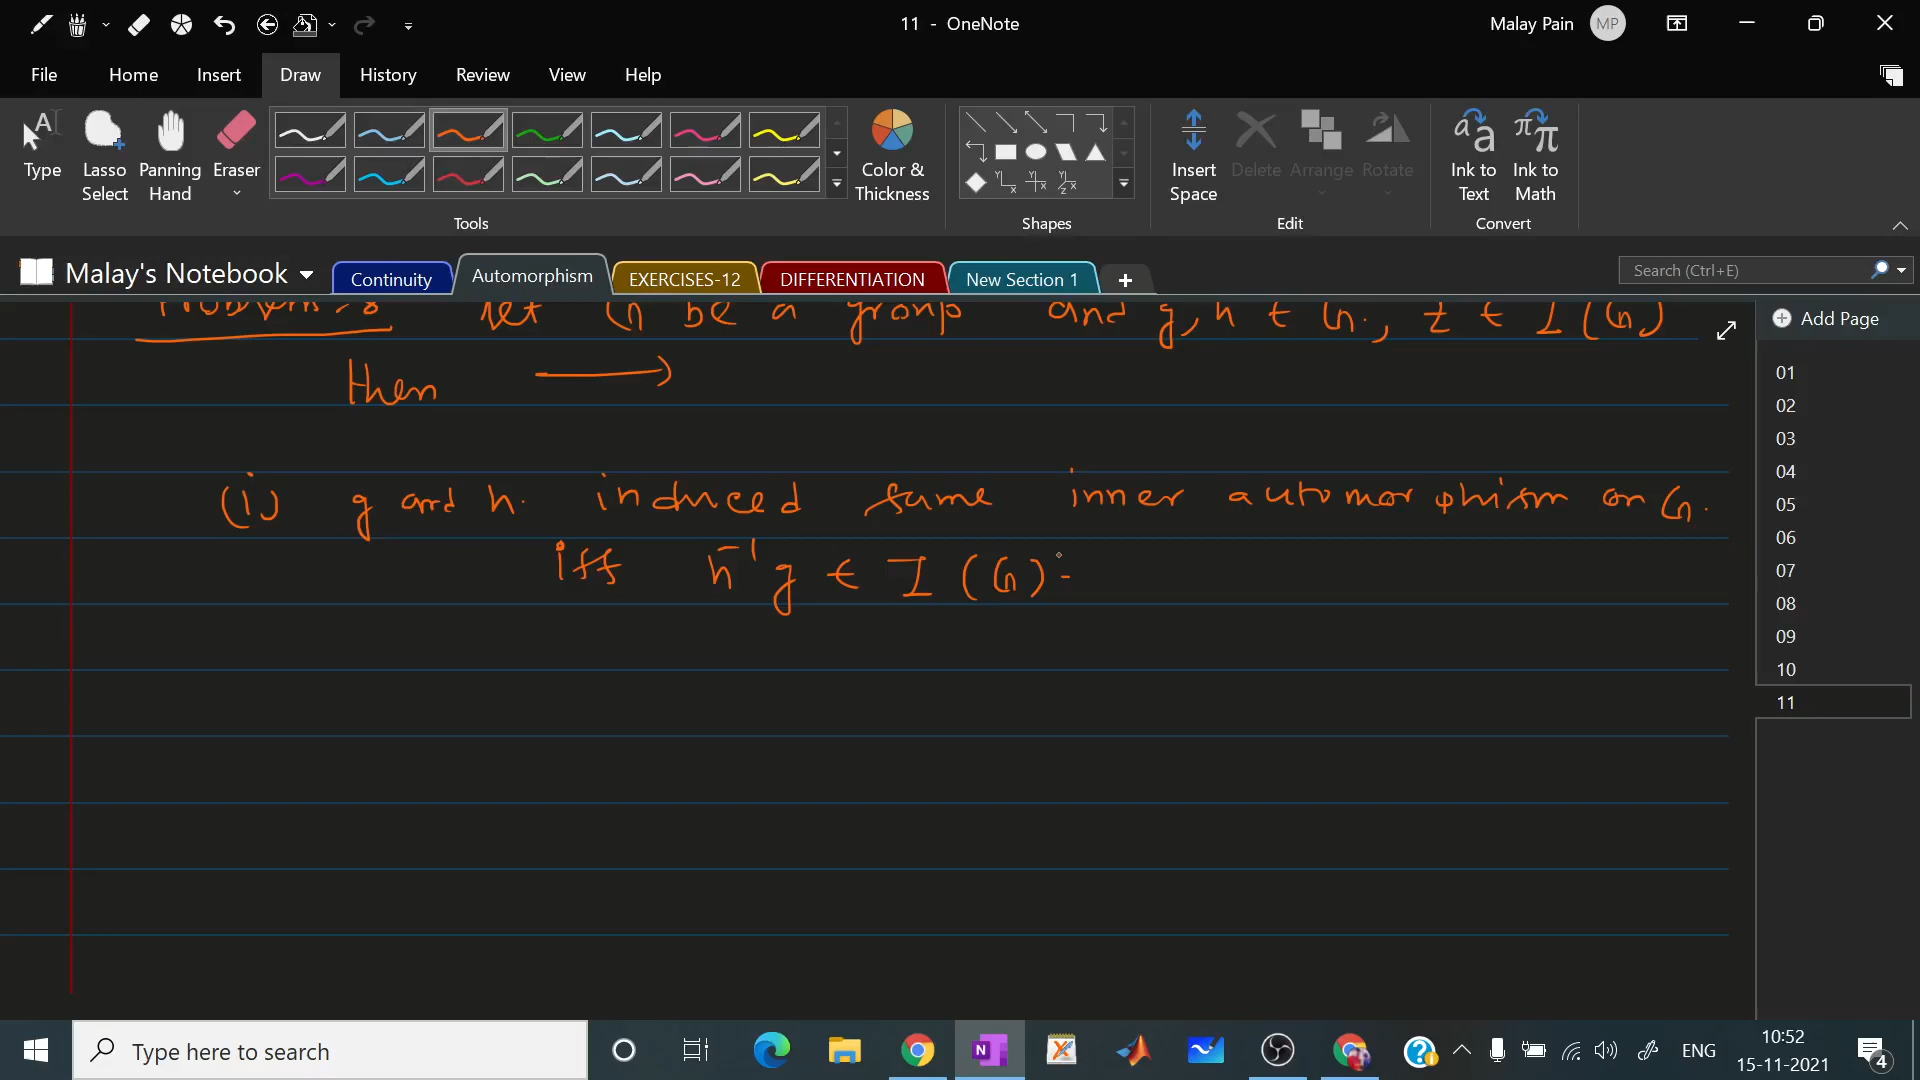 11 - OneNote
Malay Pain MP
File Home Insert Draw History Review View Help
Type
Lasso Select
Panning Hand
Eraser
Color & Thickness
Insert Space
Delete Arrange Rotate
Ink to Text
Ink to Math
Tools Shapes Edit Convert
Malay's Notebook Continuity Automorphism EXERCISES-12 DIFFERENTIATION New Section 1 + Search (Ctrl+E)
Add Page
Problem-8 let G be a group and g, h ∈ G.,
then →
(i) g and h. induced same inner automorphism on G.
iff h⁻¹g ∈ Z (G)
01
02
03
04
05
06
07
08
09
10
11
Type here to search
ENG
10:52
15-11-2021
4